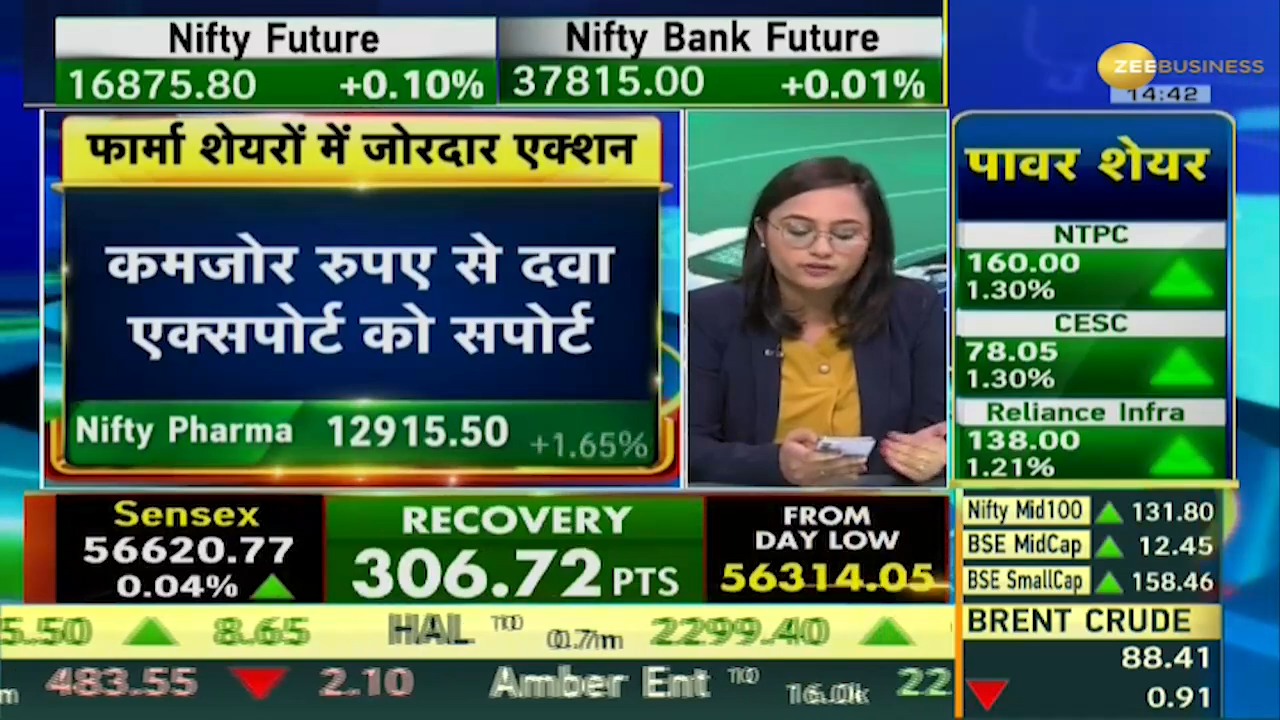 Nifty Future
16875.80 +0.10%
Nifty Bank Future
37815.00 +0.01%
ZEEBUSINESS
14:42
फार्मा शेयरों में जोरदार एक्शन
कमजोर रुपए से दवा
एक्सपोर्ट को सपोर्ट
Nifty Pharma 12915.50 +1.65%
पावर शेयर
NTPC
160.00
1.30%
CESC
78.05
1.30%
Reliance Infra
138.00
1.21%
Sensex
56620.77
0.04%
RECOVERY
306.72 PTS
FROM
DAY LOW
56314.05
Nifty Mid100 131.80
BSE MidCap 12.45
BSE SmallCap 158.46
BRENT CRUDE
88.41
0.91
5.50 8.65 HAL 2299.40
483.55 2.10 Amber Ent 22